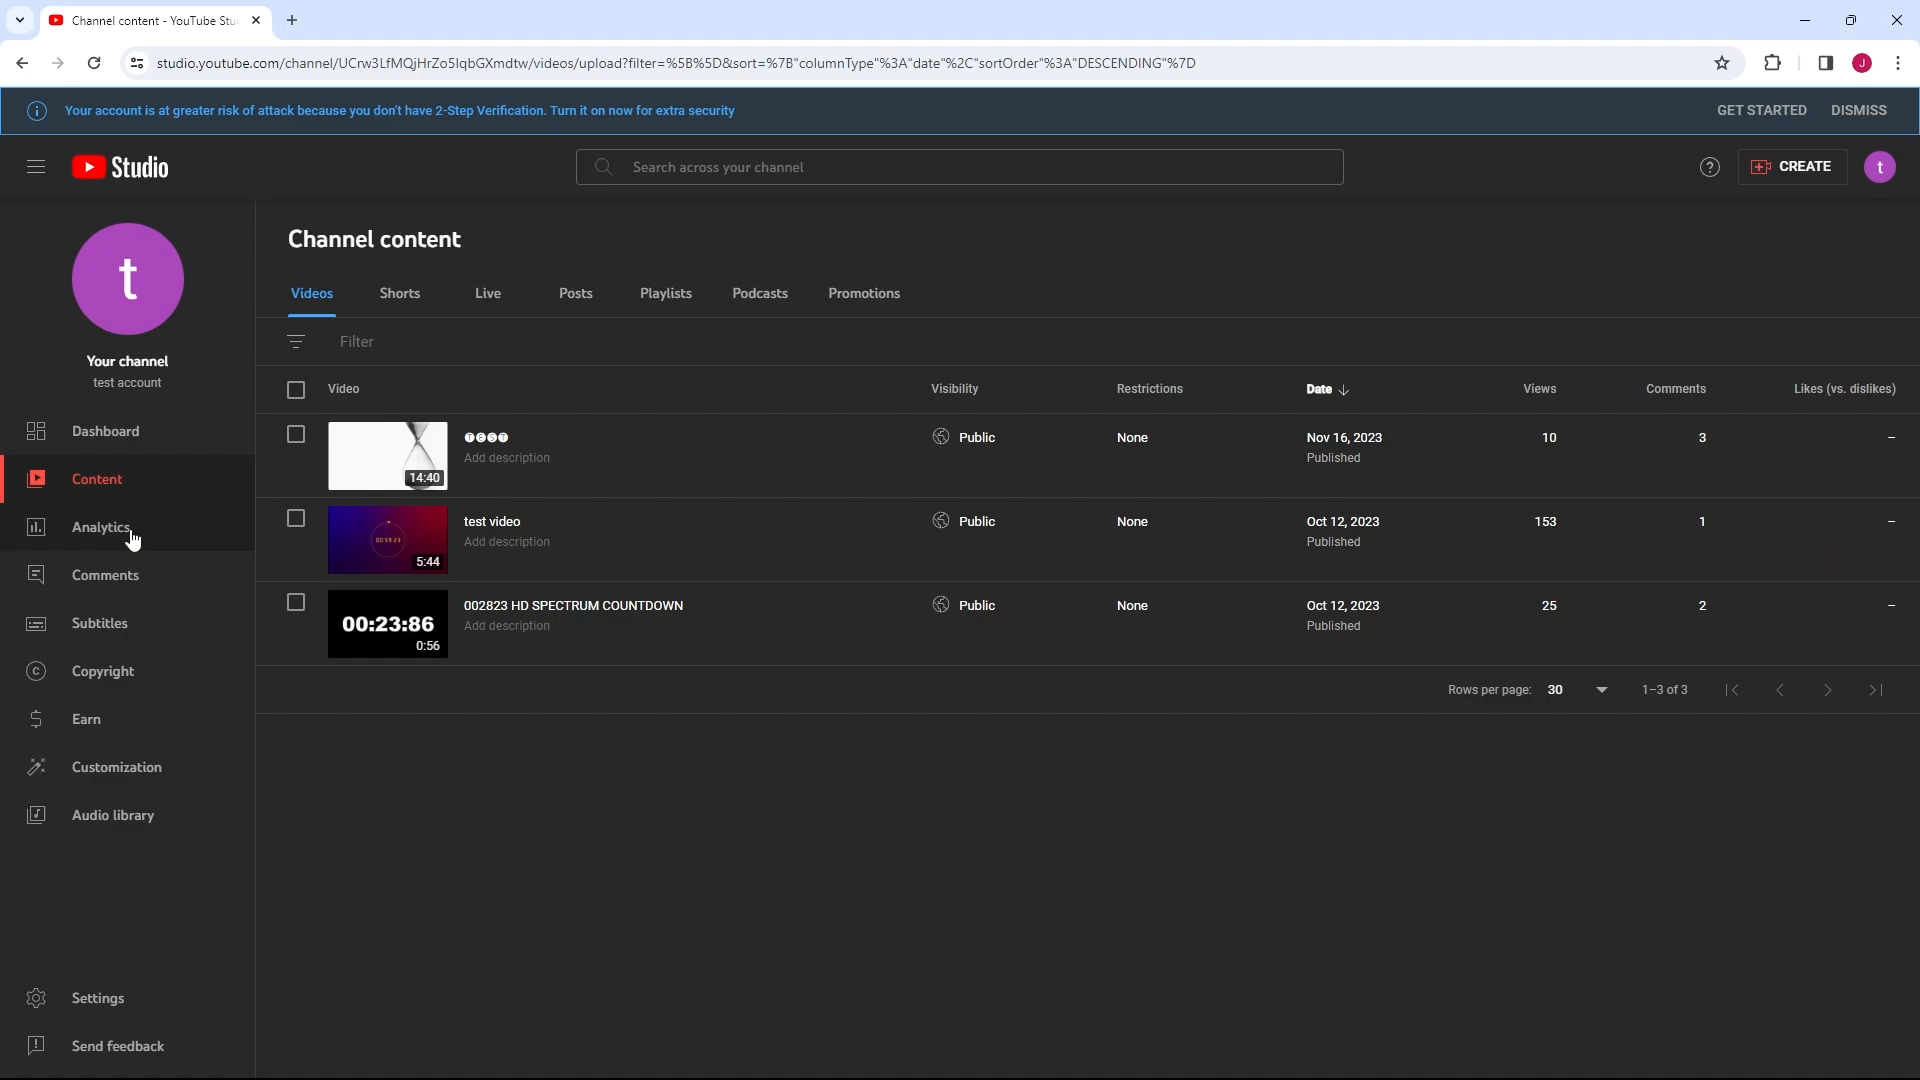 Channel content - YouTube Stu
studio.youtube.com/channel/UCrw3LfMQjHrZo5lqbGXmdtw/videos/upload?filter=%5B%5D&sort=%7B"columnType"%3A"date"%2C"sortOrder"%3A"DESCENDING"%7D
J
Your account is at greater risk of attack because you don't have 2-Step Verification. Turn it on now for extra security
GET STARTED
DISMISS
Studio
Search across your channel
CREATE
t
t
Your channel
test account
Dashboard
Content
Analytics
Comments
Subtitles
Copyright
Earn
Customization
Audio library
Settings
Send feedback
Channel content
Videos Shorts Live Posts Playlists Podcasts Promotions
Filter
Video Visibility Restrictions Date Views Comments Likes (vs. dislikes)
14:40
🅣🅔🅢🅣 Public None Nov 16, 2023 10 3 –
Add description Published
00:59:23
5:44
test video Public None Oct 12, 2023 153 1 –
Add description Published
00:23:86
0:56
002823 HD SPECTRUM COUNTDOWN Public None Oct 12, 2023 25 2 –
Add description Published
Rows per page: 30 1–3 of 3